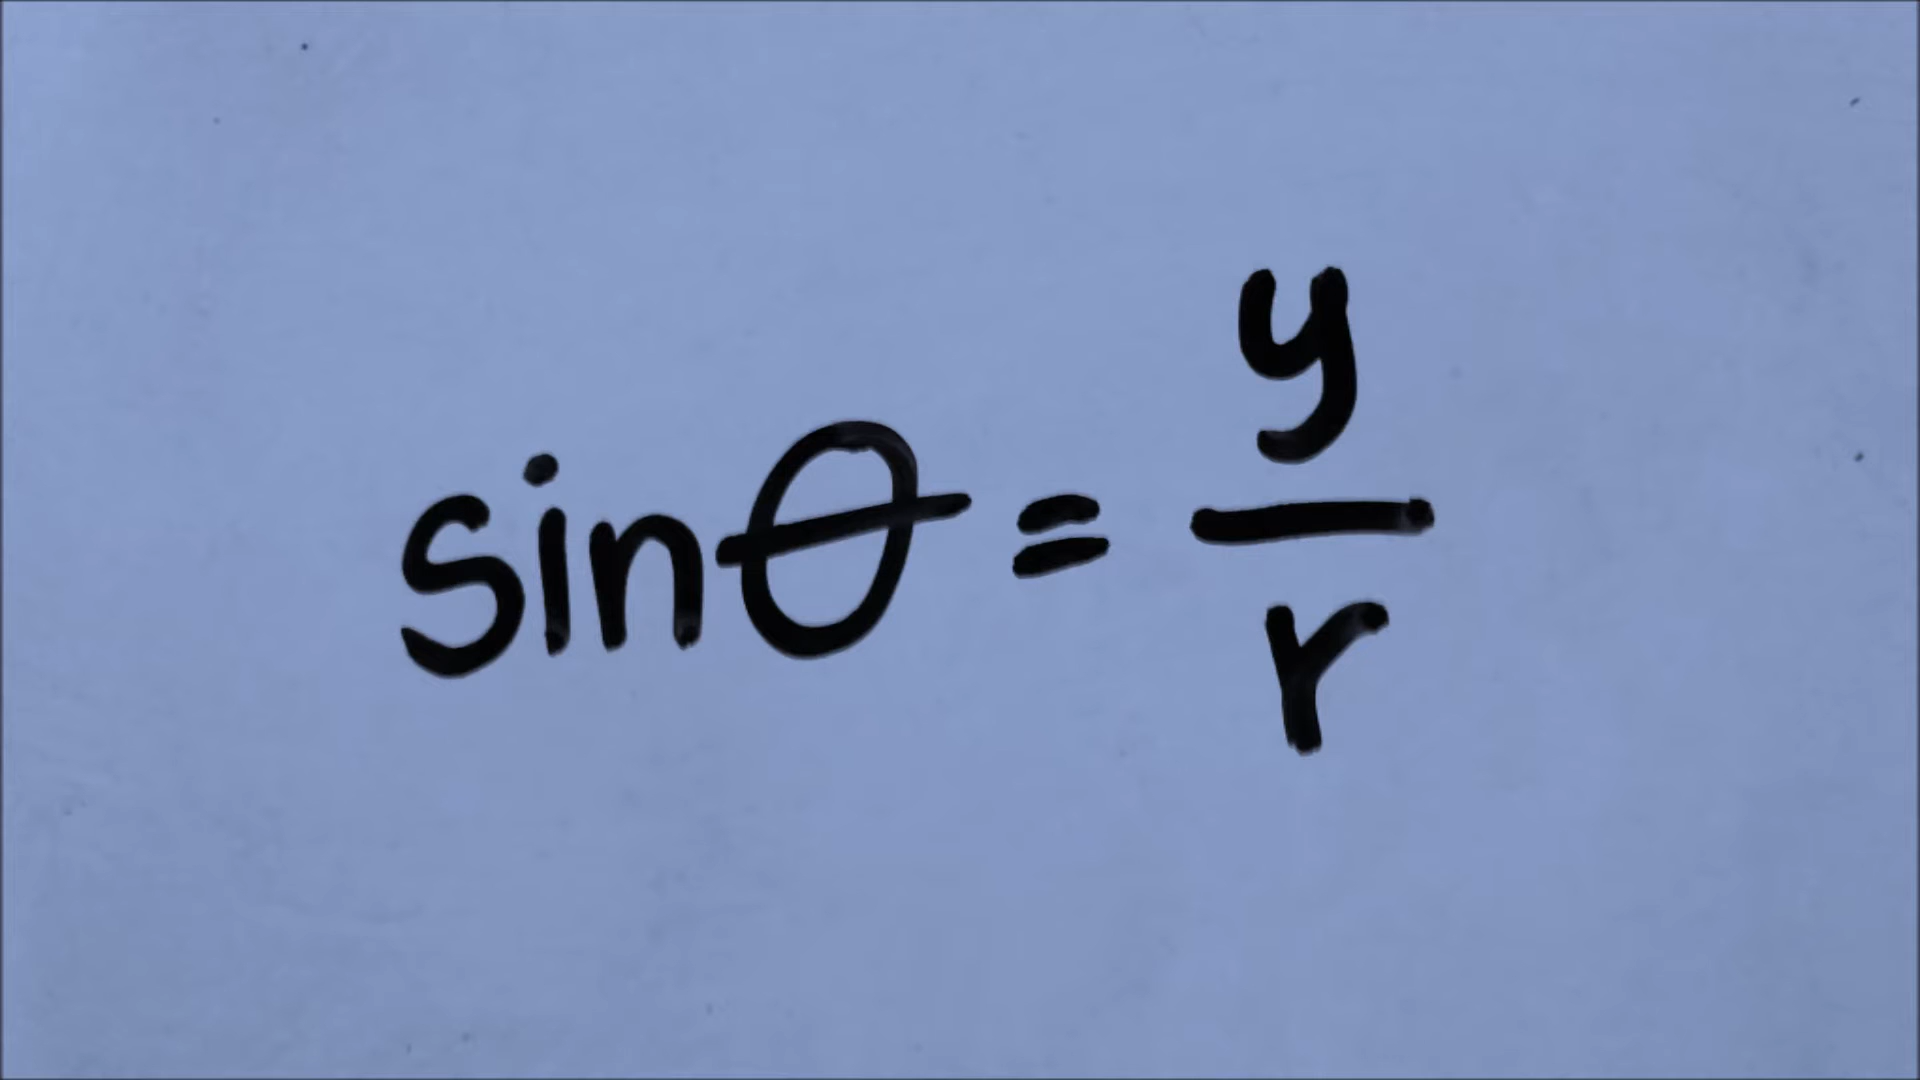 sinθ = y/r